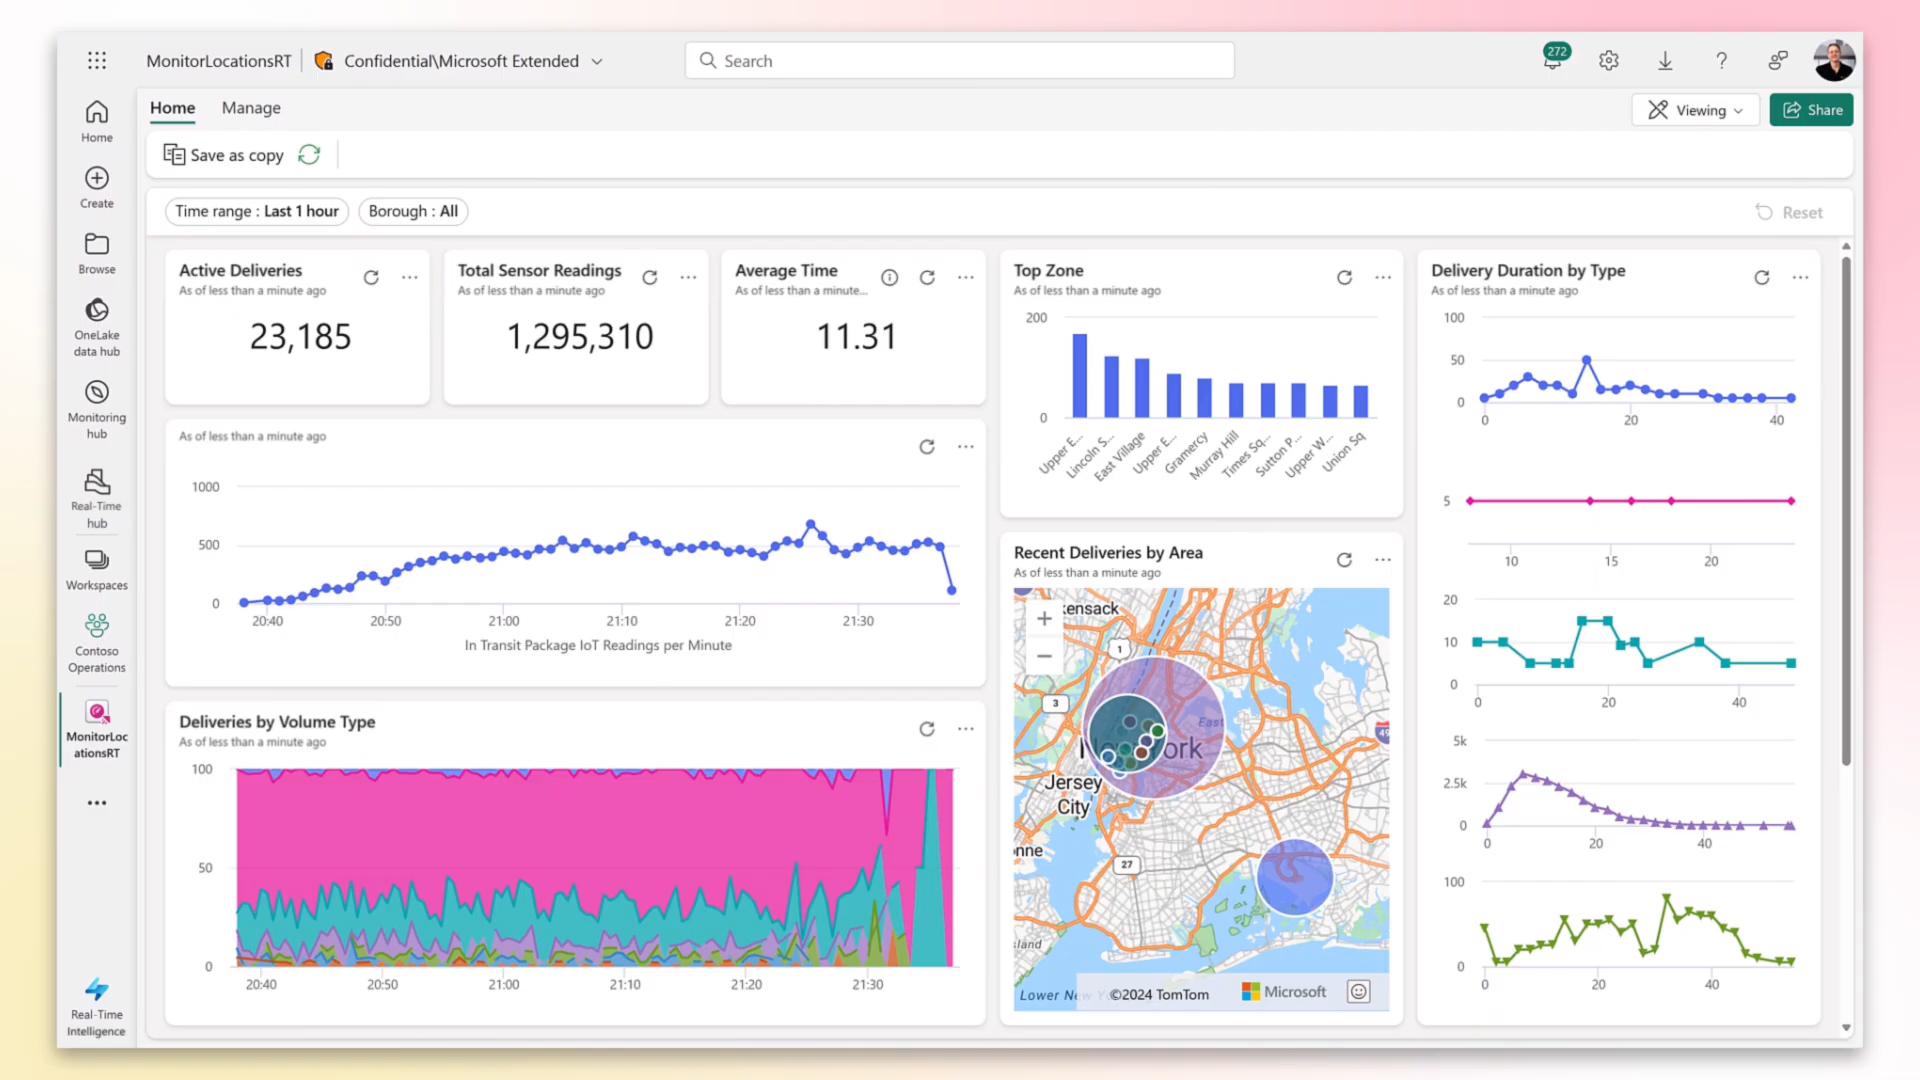 MonitorLocationsRT
Confidential\Microsoft Extended
Search
272
Home
Manage
Viewing
Share
Save as copy
Time range : Last 1 hour
Borough : All
Reset
Home
Create
Browse
OneLake
data hub
Monitoring
hub
Real-Time
hub
Workspaces
Contoso
Operations
MonitorLoc
ationsRT
Real-Time
Intelligence
Active Deliveries
As of less than a minute ago
23,185
Total Sensor Readings
As of less than a minute ago
1,295,310
Average Time
As of less than a minute...
11.31
As of less than a minute ago
1000
500
0
20:40 20:50 21:00 21:10 21:20 21:30
In Transit Package IoT Readings per Minute
Deliveries by Volume Type
As of less than a minute ago
100
50
0
20:40 20:50 21:00 21:10 21:20 21:30
Top Zone
As of less than a minute ago
200
0
Upper E... Lincoln S... East Village Upper E... Gramercy Murray Hill Times Sq... Sutton P... Upper W... Union Sq
Recent Deliveries by Area
As of less than a minute ago
kensack
1
3
East
New York
Jersey
City
nne
27
49
sland
©2024 TomTom
Microsoft
Delivery Duration by Type
As of less than a minute ago
100
50
0
0 20 40
5
10 15 20
20
10
0
0 20 40
5k
2.5k
0
0 20 40
100
0
0 20 40